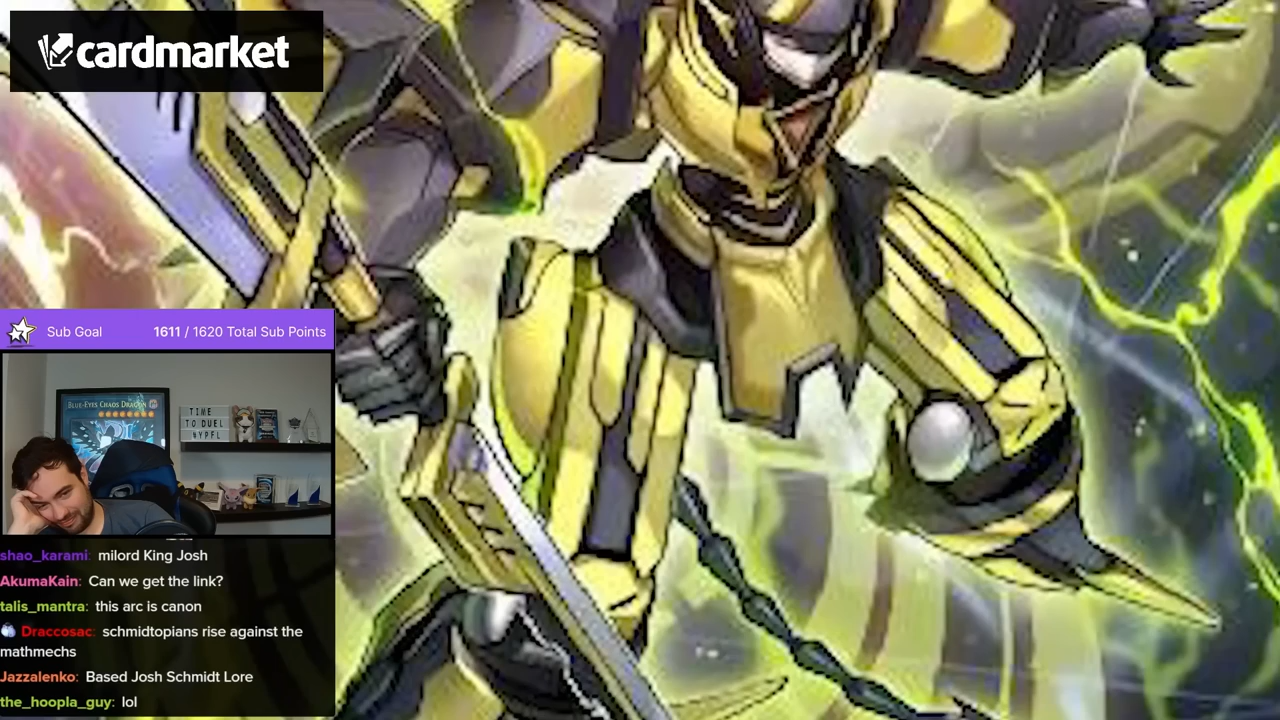 cardmarket
Sub Goal 1611 / 1620 Total Sub Points
BLUE-EYES CHAOS DRAGON
TIME
TO DUEL
#YPFL
shao_karami: milord King Josh
AkumaKain: Can we get the link?
talis_mantra: this arc is canon
Draccosac: schmidtopians rise against the
mathmechs
Jazzalenko: Based Josh Schmidt Lore
the_hoopla_guy: lol